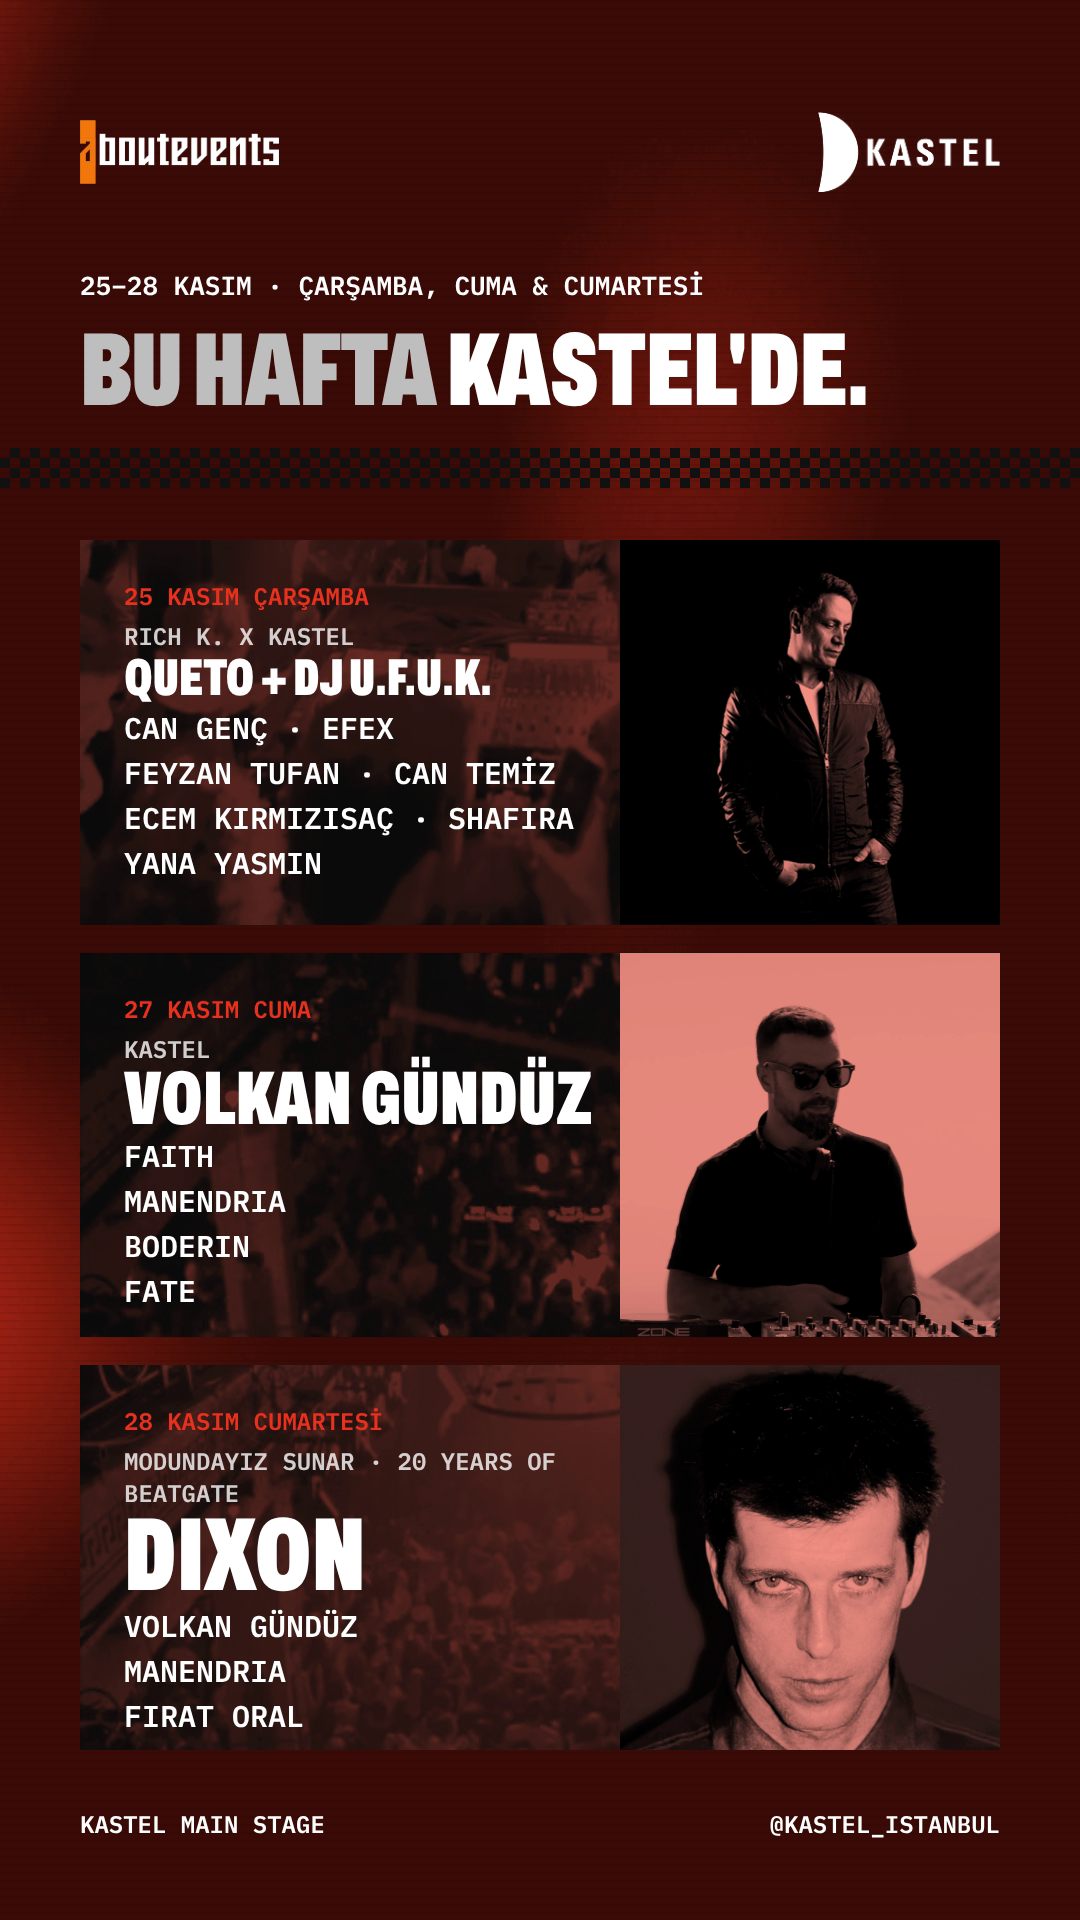 aboutevents
KASTEL
25–28 KASIM · ÇARŞAMBA, CUMA & CUMARTESİ
BU HAFTA KASTEL'DE.
25 KASIM ÇARŞAMBA
RICH K. X KASTEL
QUETO + DJ U.F.U.K.
CAN GENÇ · EFEX
FEYZAN TUFAN · CAN TEMİZ
ECEM KIRMIZISAÇ · SHAFIRA
YANA YASMIN
27 KASIM CUMA
KASTEL
VOLKAN GÜNDÜZ
FAITH
MANENDRIA
BODERIN
FATE
ZONE
28 KASIM CUMARTESİ
MODUNDAYIZ SUNAR · 20 YEARS OF
BEATGATE
DIXON
VOLKAN GÜNDÜZ
MANENDRIA
FIRAT ORAL
KASTEL MAIN STAGE
@KASTEL_ISTANBUL